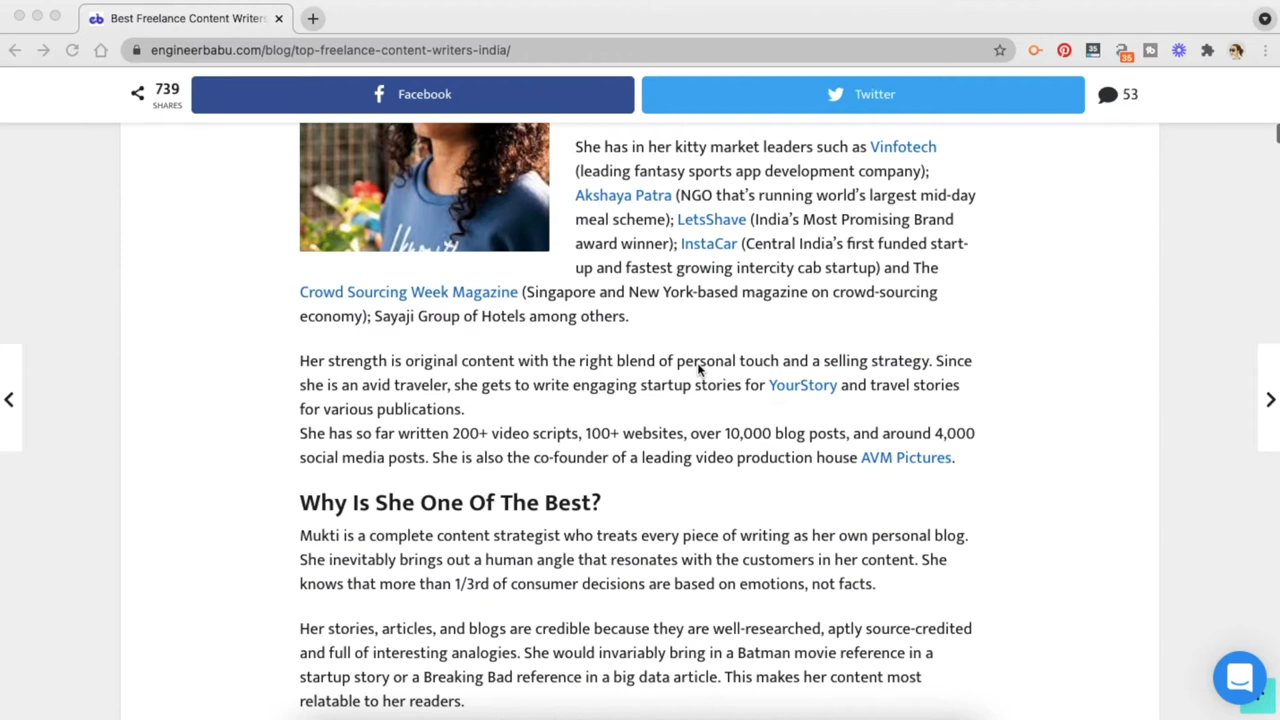 Best Freelance Content Writers
engineerbabu.com/blog/top-freelance-content-writers-india/
35
35
739
SHARES
Facebook
Twitter
53
She has in her kitty market leaders such as Vinfotech
(leading fantasy sports app development company);
Akshaya Patra (NGO that’s running world’s largest mid-day
meal scheme); LetsShave (India’s Most Promising Brand
award winner); InstaCar (Central India’s first funded start-
up and fastest growing intercity cab startup) and The
Crowd Sourcing Week Magazine (Singapore and New York-based magazine on crowd-sourcing
economy); Sayaji Group of Hotels among others.
Her strength is original content with the right blend of personal touch and a selling strategy. Since
she is an avid traveler, she gets to write engaging startup stories for YourStory and travel stories
for various publications.
She has so far written 200+ video scripts, 100+ websites, over 10,000 blog posts, and around 4,000
social media posts. She is also the co-founder of a leading video production house AVM Pictures.
Why Is She One Of The Best?
Mukti is a complete content strategist who treats every piece of writing as her own personal blog.
She inevitably brings out a human angle that resonates with the customers in her content. She
knows that more than 1/3rd of consumer decisions are based on emotions, not facts.
Her stories, articles, and blogs are credible because they are well-researched, aptly source-credited
and full of interesting analogies. She would invariably bring in a Batman movie reference in a
startup story or a Breaking Bad reference in a big data article. This makes her content most
relatable to her readers.